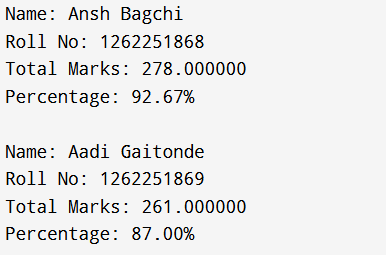 Name: Ansh Bagchi
Roll No: 1262251868
Total Marks: 278.000000
Percentage: 92.67%

Name: Aadi Gaitonde
Roll No: 1262251869
Total Marks: 261.000000
Percentage: 87.00%